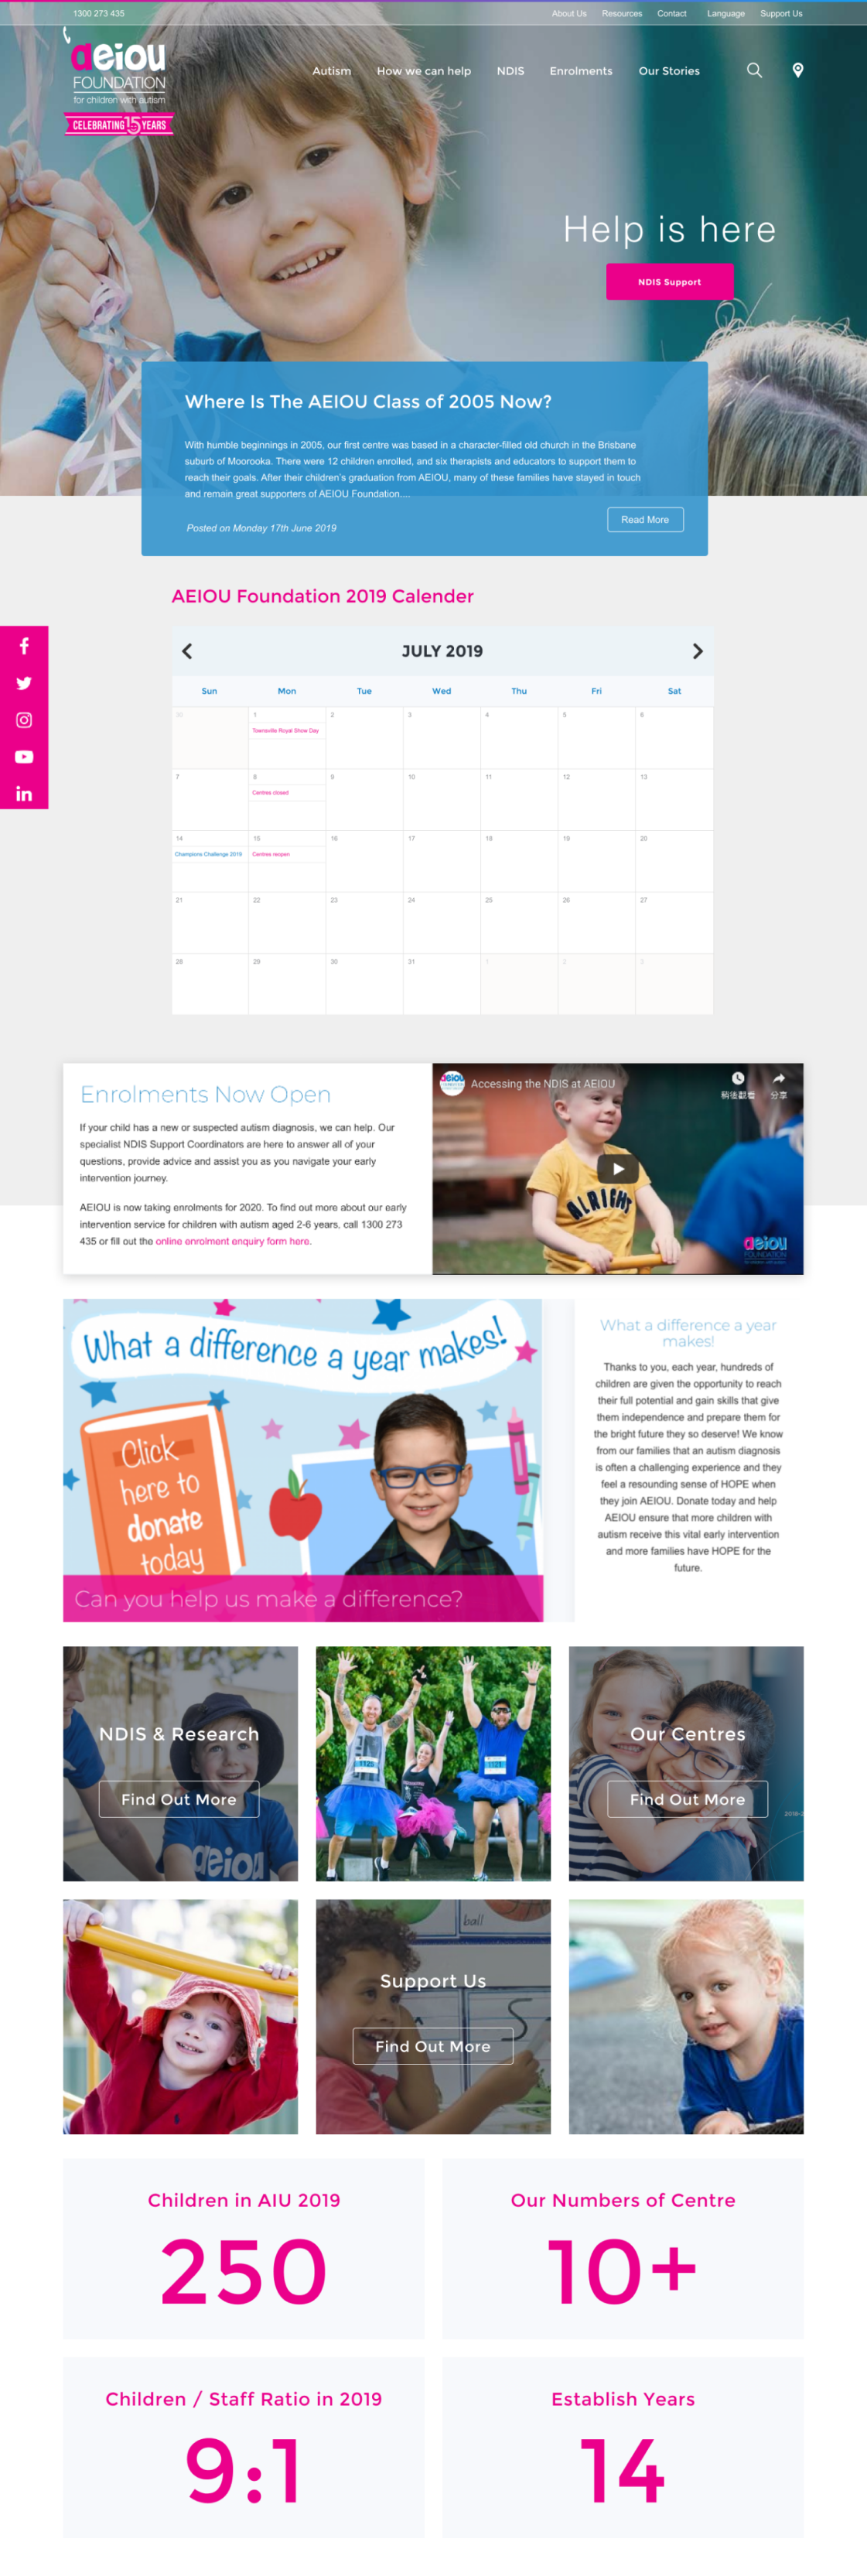 1300 273 435
About Us Resources Contact Language Support Us
aeiou
FOUNDATION
for children with autism
CELEBRATING 15 YEARS
Autism How we can help NDIS Enrolments Our Stories
Help is here
NDIS Support
Where Is The AEIOU Class of 2005 Now?
With humble beginnings in 2005, our first centre was based in a character-filled old church in the Brisbane
suburb of Moorooka. There were 12 children enrolled, and six therapists and educators to support them to
reach their goals. After their children's graduation from AEIOU, many of these families have stayed in touch
and remain great supporters of AEIOU Foundation....
Read More
Posted on Monday 17th June 2019
AEIOU Foundation 2019 Calender
JULY 2019
Sun Mon Tue Wed Thu Fri Sat
30 1 2 3 4 5 6
Townsville Royal Show Day
7 8 9 10 11 12 13
Centres closed
14 15 16 17 18 19 20
Champions Challenge 2019 Centres reopen
21 22 23 24 25 26 27
28 29 30 31 1 2 3
Enrolments Now Open
If your child has a new or suspected autism diagnosis, we can help. Our
specialist NDIS Support Coordinators are here to answer all of your
questions, provide advice and assist you as you navigate your early
intervention journey.
AEIOU is now taking enrolments for 2020. To find out more about our early
intervention service for children with autism aged 2-6 years, call 1300 273
435 or fill out the online enrolment enquiry form here.
aeiou
Accessing the NDIS at AEIOU
稍後觀看 分享
ALRIGHT
aeiou
FOUNDATION
What a difference a year makes!
Click
here to
donate
today
Can you help us make a difference?
What a difference a year
makes!
Thanks to you, each year, hundreds of
children are given the opportunity to reach
their full potential and gain skills that give
them independence and prepare them for
the bright future they so deserve! We know
from our families that an autism diagnosis
is often a challenging experience and they
feel a resounding sense of HOPE when
they join AEIOU. Donate today and help
AEIOU ensure that more children with
autism receive this vital early intervention
and more families have HOPE for the
future.
NDIS & Research
Find Out More
aeiou
1125
1121
Our Centres
Find Out More
ball
Support Us
Find Out More
Children in AIU 2019
250
Our Numbers of Centre
10+
Children / Staff Ratio in 2019
9:1
Establish Years
14